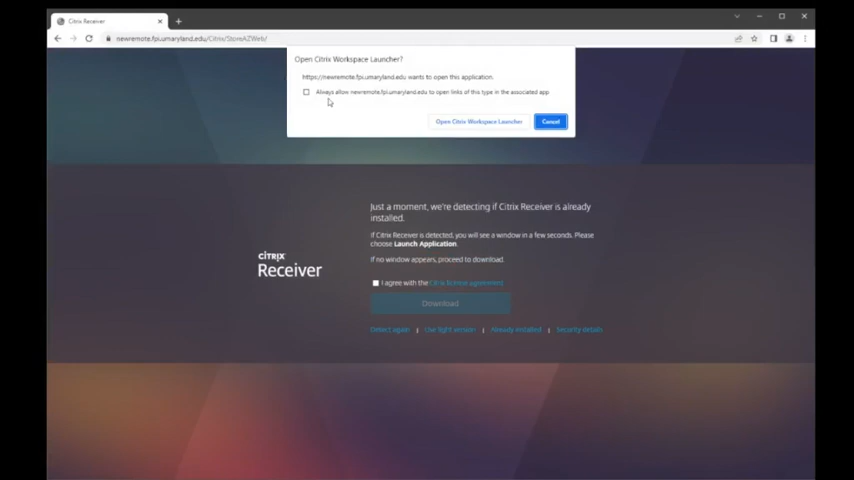 Citrix Receiver
newremote.fpi.umaryland.edu/Citrix/StoreAZWeb/
Open Citrix Workspace Launcher?
https://newremote.fpi.umaryland.edu wants to open this application.
Always allow newremote.fpi.umaryland.edu to open links of this type in the associated app
Open Citrix Workspace Launcher
Cancel
Just a moment, we're detecting if Citrix Receiver is already
installed.
If Citrix Receiver is detected, you will see a window in a few seconds. Please
choose Launch Application.
If no window appears, proceed to download.
CITRIX
Receiver
I agree with the Citrix license agreement
Download
Detect again | Use light version | Already installed | Security details